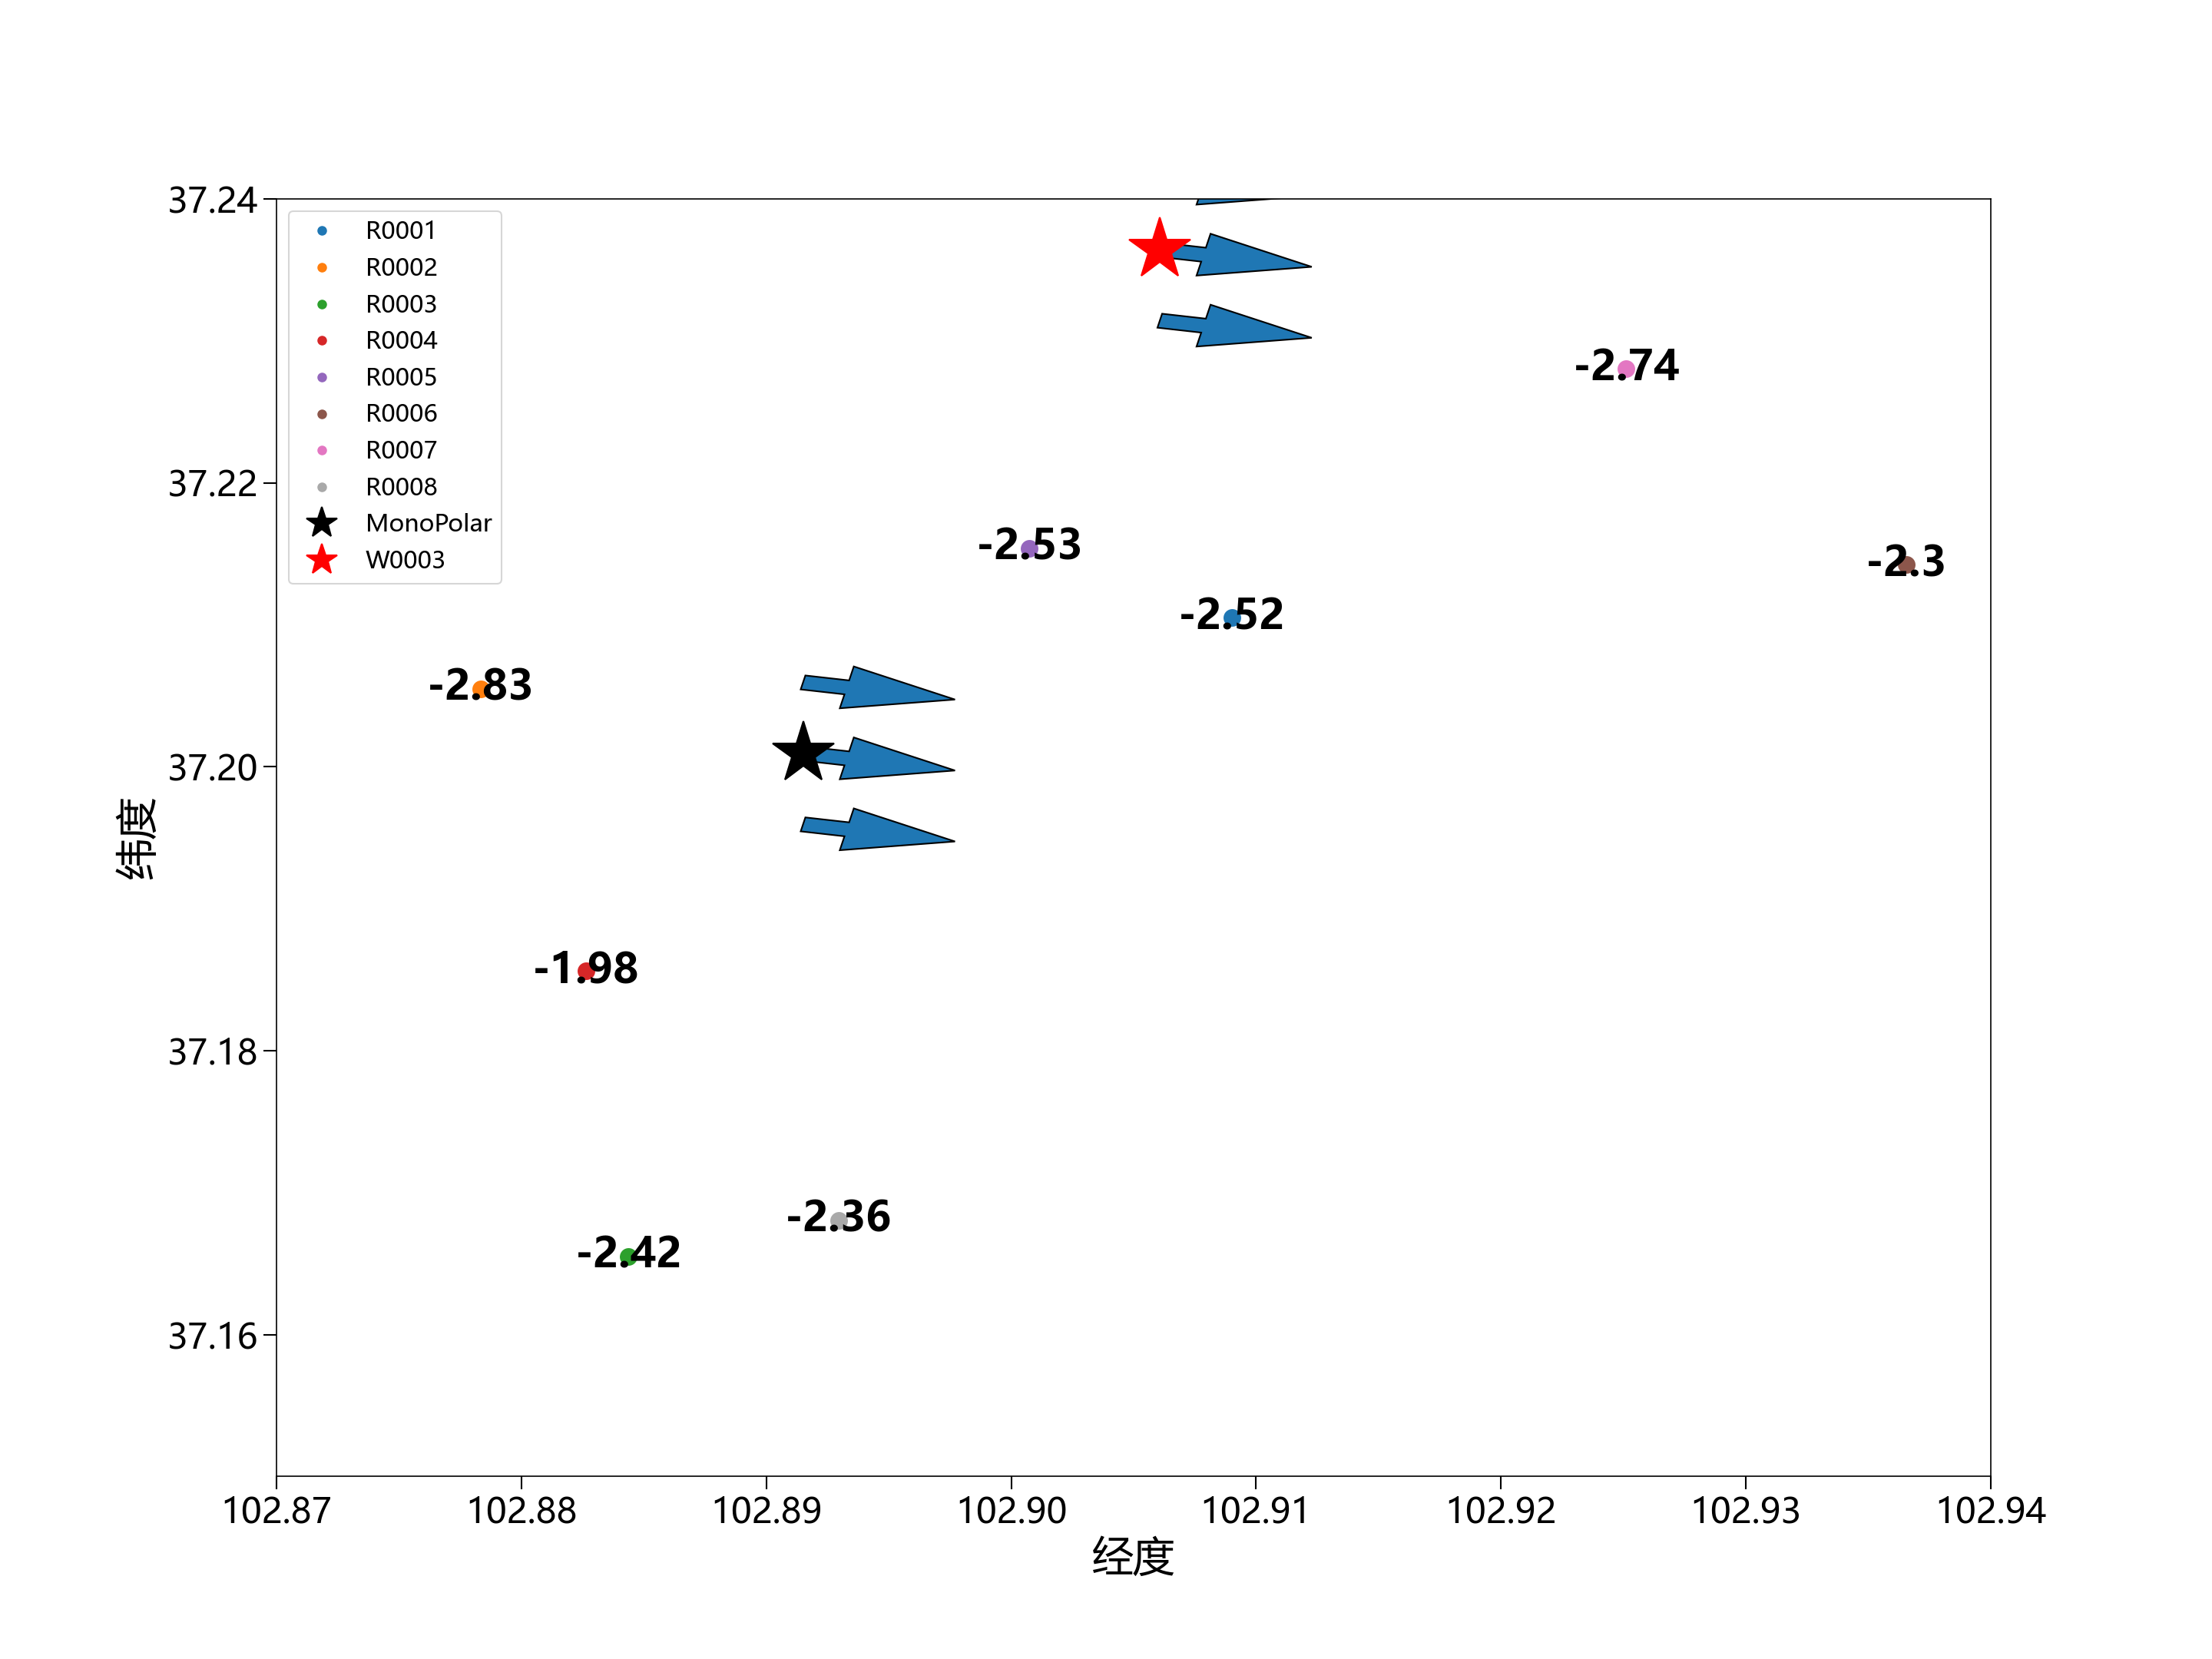 37.24
37.22
37.20
37.18
37.16
纬度
R0001
R0002
R0003
R0004
R0005
R0006
R0007
R0008
MonoPolar
W0003
-2.74
-2.53
-2.3
-2.52
-2.83
-1.98
-2.36
-2.42
102.87 102.88 102.89 102.90 102.91 102.92 102.93 102.94
经度